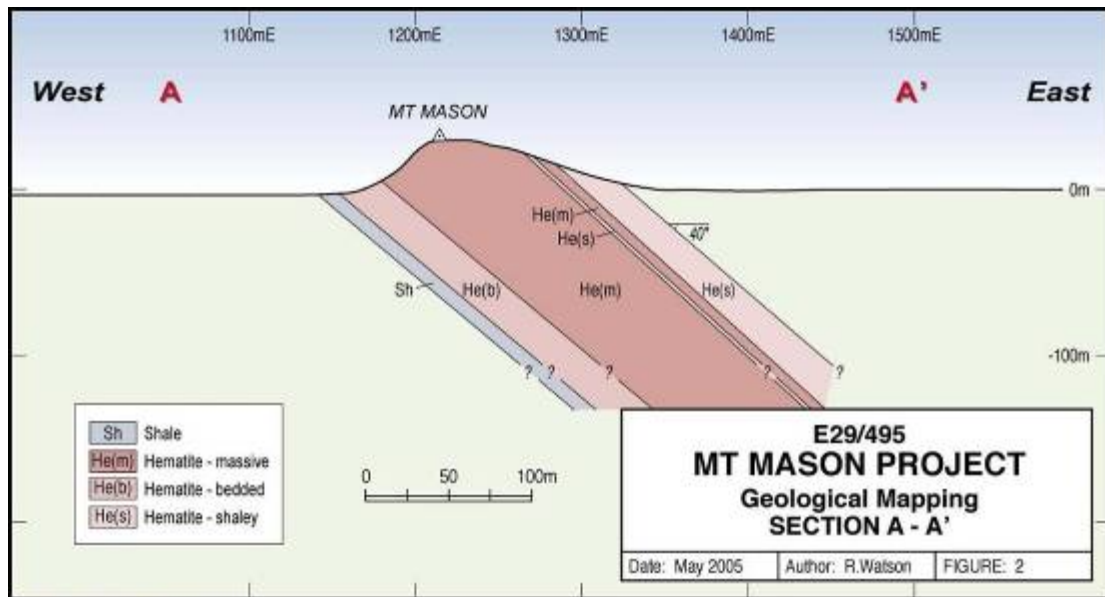 1100mE 1200mE 1300mE 1400mE 1500mE
West A A' East
MT MASON
0m
He(m)
He(s)
40°
Sh He(b) He(m) He(s)
-100m
? ? ? ? ?
Sh Shale
He(m) Hematite - massive
He(b) Hematite - bedded
He(s) Hematite - shaley
0 50 100m
E29/495
MT MASON PROJECT
Geological Mapping
SECTION A - A'
Date: May 2005 Author: R.Watson FIGURE: 2